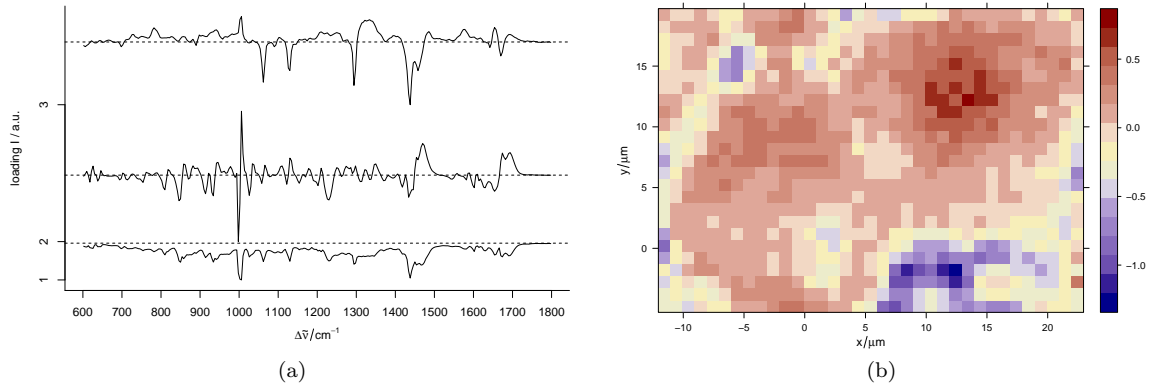 loading I / a.u.
3
2
1
600 700 800 900 1000 1100 1200 1300 1400 1500 1600 1700 1800
Δν̃/cm⁻¹
(a)
y/μm
15
10
5
0
−10 −5 0 5 10 15 20
x/μm
0.5
0.0
−0.5
−1.0
(b)